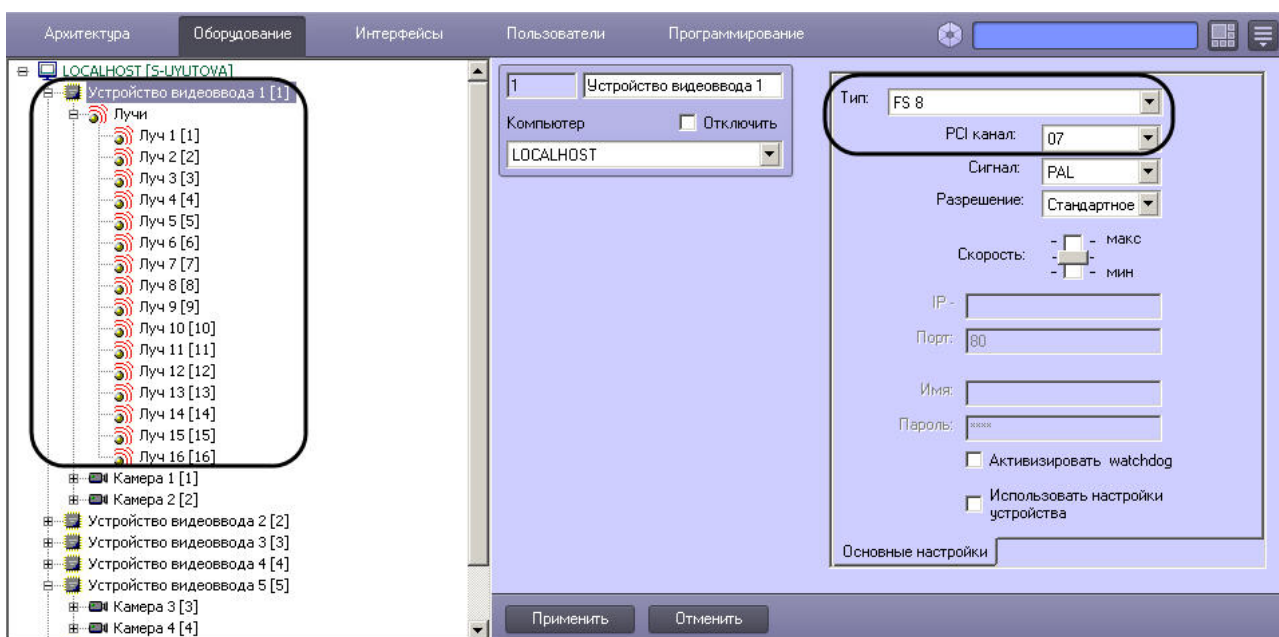 Архитектура Оборудование Интерфейсы Пользователи Программирование
LOCALHOST [S-UYUTOVA]
Устройство видеоввода 1 [1]
Лучи
Луч 1 [1]
Луч 2 [2]
Луч 3 [3]
Луч 4 [4]
Луч 5 [5]
Луч 6 [6]
Луч 7 [7]
Луч 8 [8]
Луч 9 [9]
Луч 10 [10]
Луч 11 [11]
Луч 12 [12]
Луч 13 [13]
Луч 14 [14]
Луч 15 [15]
Луч 16 [16]
Камера 1 [1]
Камера 2 [2]
Устройство видеоввода 2 [2]
Устройство видеоввода 3 [3]
Устройство видеоввода 4 [4]
Устройство видеоввода 5 [5]
Камера 3 [3]
Камера 4 [4]
1 Устройство видеоввода 1
Компьютер Отключить
LOCALHOST
Тип: FS 8
PCI канал: 07
Сигнал: PAL
Разрешение: Стандартное
- - макс
Скорость: - -
- - мин
IP-
Порт: 80
Имя:
Пароль: ****
Активизировать watchdog
Использовать настройки
устройства
Основные настройки
Применить Отменить